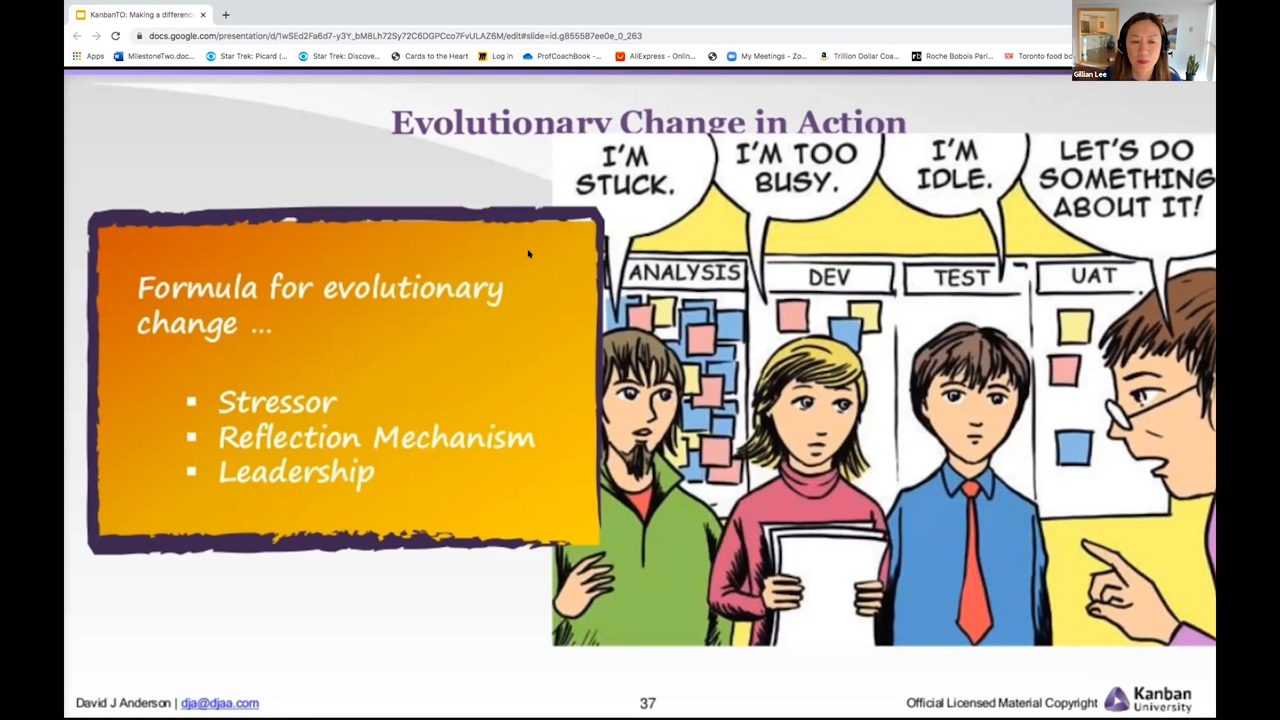 KanbanTO: Making a differenc
docs.google.com/presentation/d/1wSEd2Fa6d7-y3Y_bM8Lh72Sy72C6DGPCco7FvULAZ6M/edit#slide=id.g855587ee0e_0_263
Apps MilestoneTwo.doc... Star Trek: Picard (... Star Trek: Discove... Cards to the Heart Log in ProfCoachBook -... AliExpress - Onlin... My Meetings - Zo... Trillion Dollar Coa... Roche Bobois Pari... Toronto food bo
Gillian Lee
Evolutionary Change in Action
I'M
STUCK.
I'M TOO
BUSY.
I'M
IDLE.
LET'S DO
SOMETHING
ABOUT IT!
ANALYSIS
DEV
TEST
UAT
Formula for evolutionary
change ...
▪ Stressor
▪ Reflection Mechanism
▪ Leadership
David J Anderson | dja@djaa.com
37
Official Licensed Material Copyright
Kanban
University